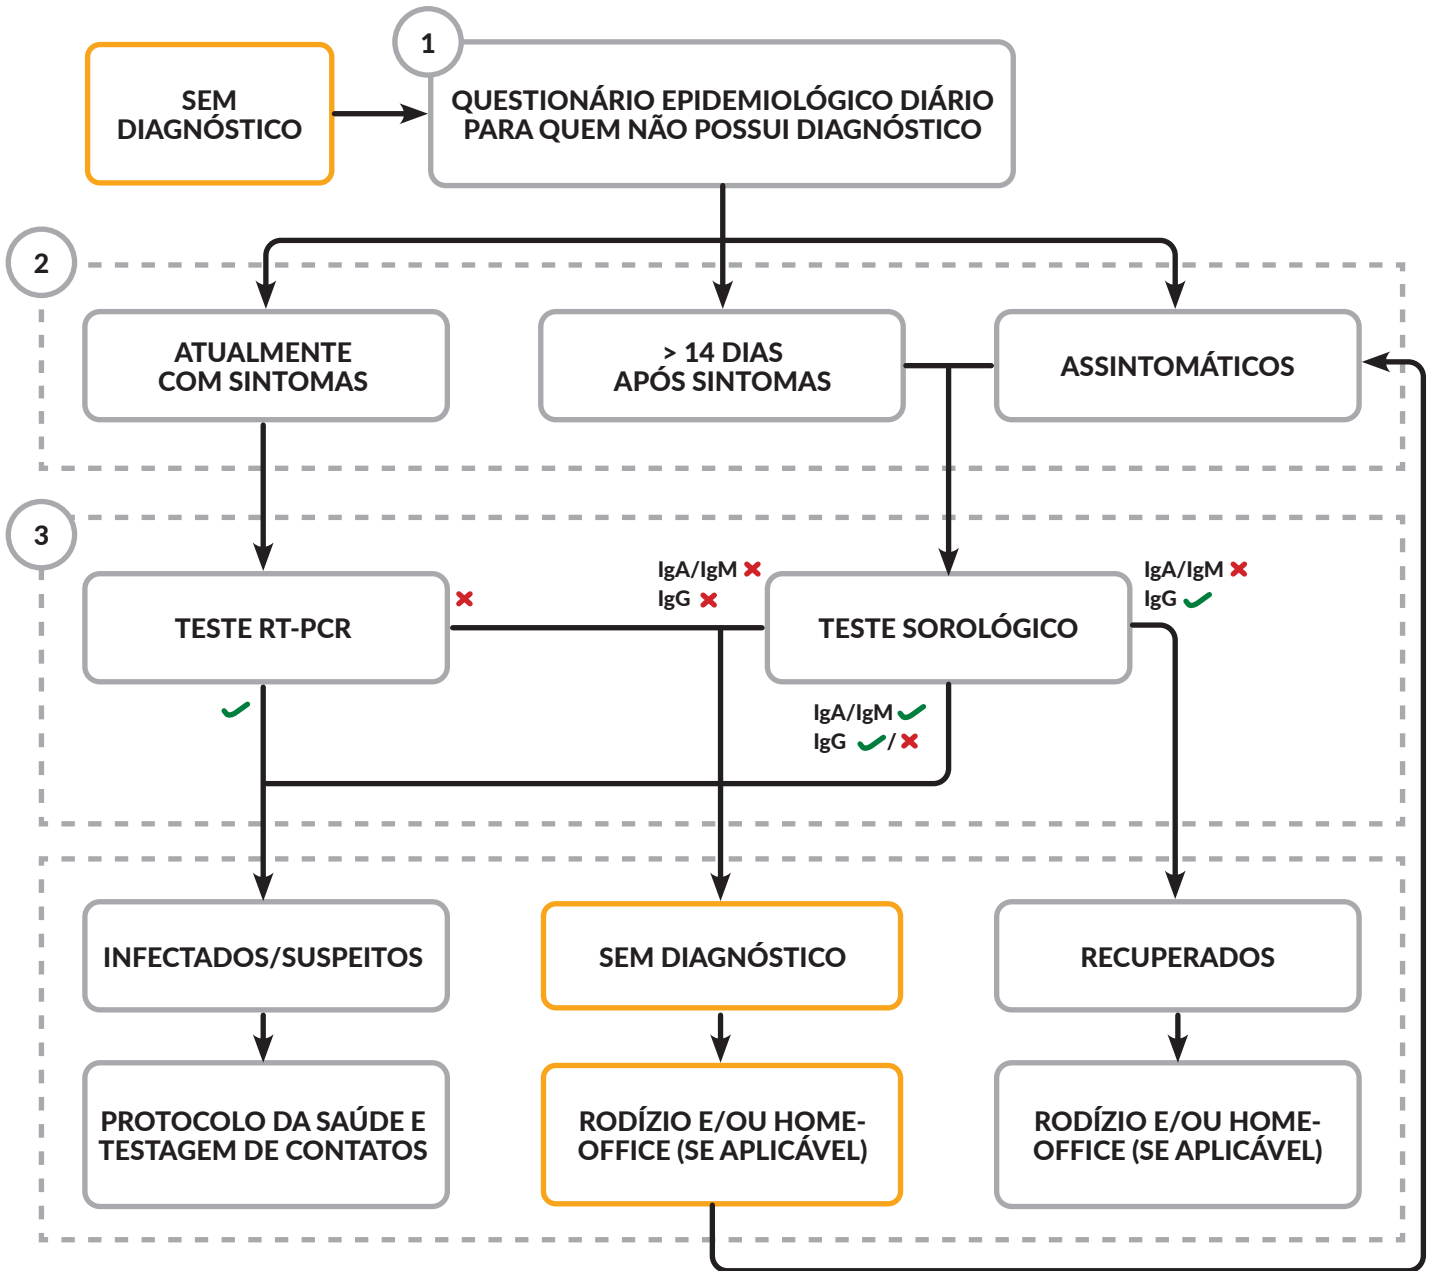 1
SEM
DIAGNÓSTICO
QUESTIONÁRIO EPIDEMIOLÓGICO DIÁRIO
PARA QUEM NÃO POSSUI DIAGNÓSTICO
2
ATUALMENTE
COM SINTOMAS
> 14 DIAS
APÓS SINTOMAS
ASSINTOMÁTICOS
3
TESTE RT-PCR
IgA/IgM
IgG
TESTE SOROLÓGICO
IgA/IgM
IgG
IgA/IgM
IgG /
INFECTADOS/SUSPEITOS
SEM DIAGNÓSTICO
RECUPERADOS
PROTOCOLO DA SAÚDE E
TESTAGEM DE CONTATOS
RODÍZIO E/OU HOME-
OFFICE (SE APLICÁVEL)
RODÍZIO E/OU HOME-
OFFICE (SE APLICÁVEL)